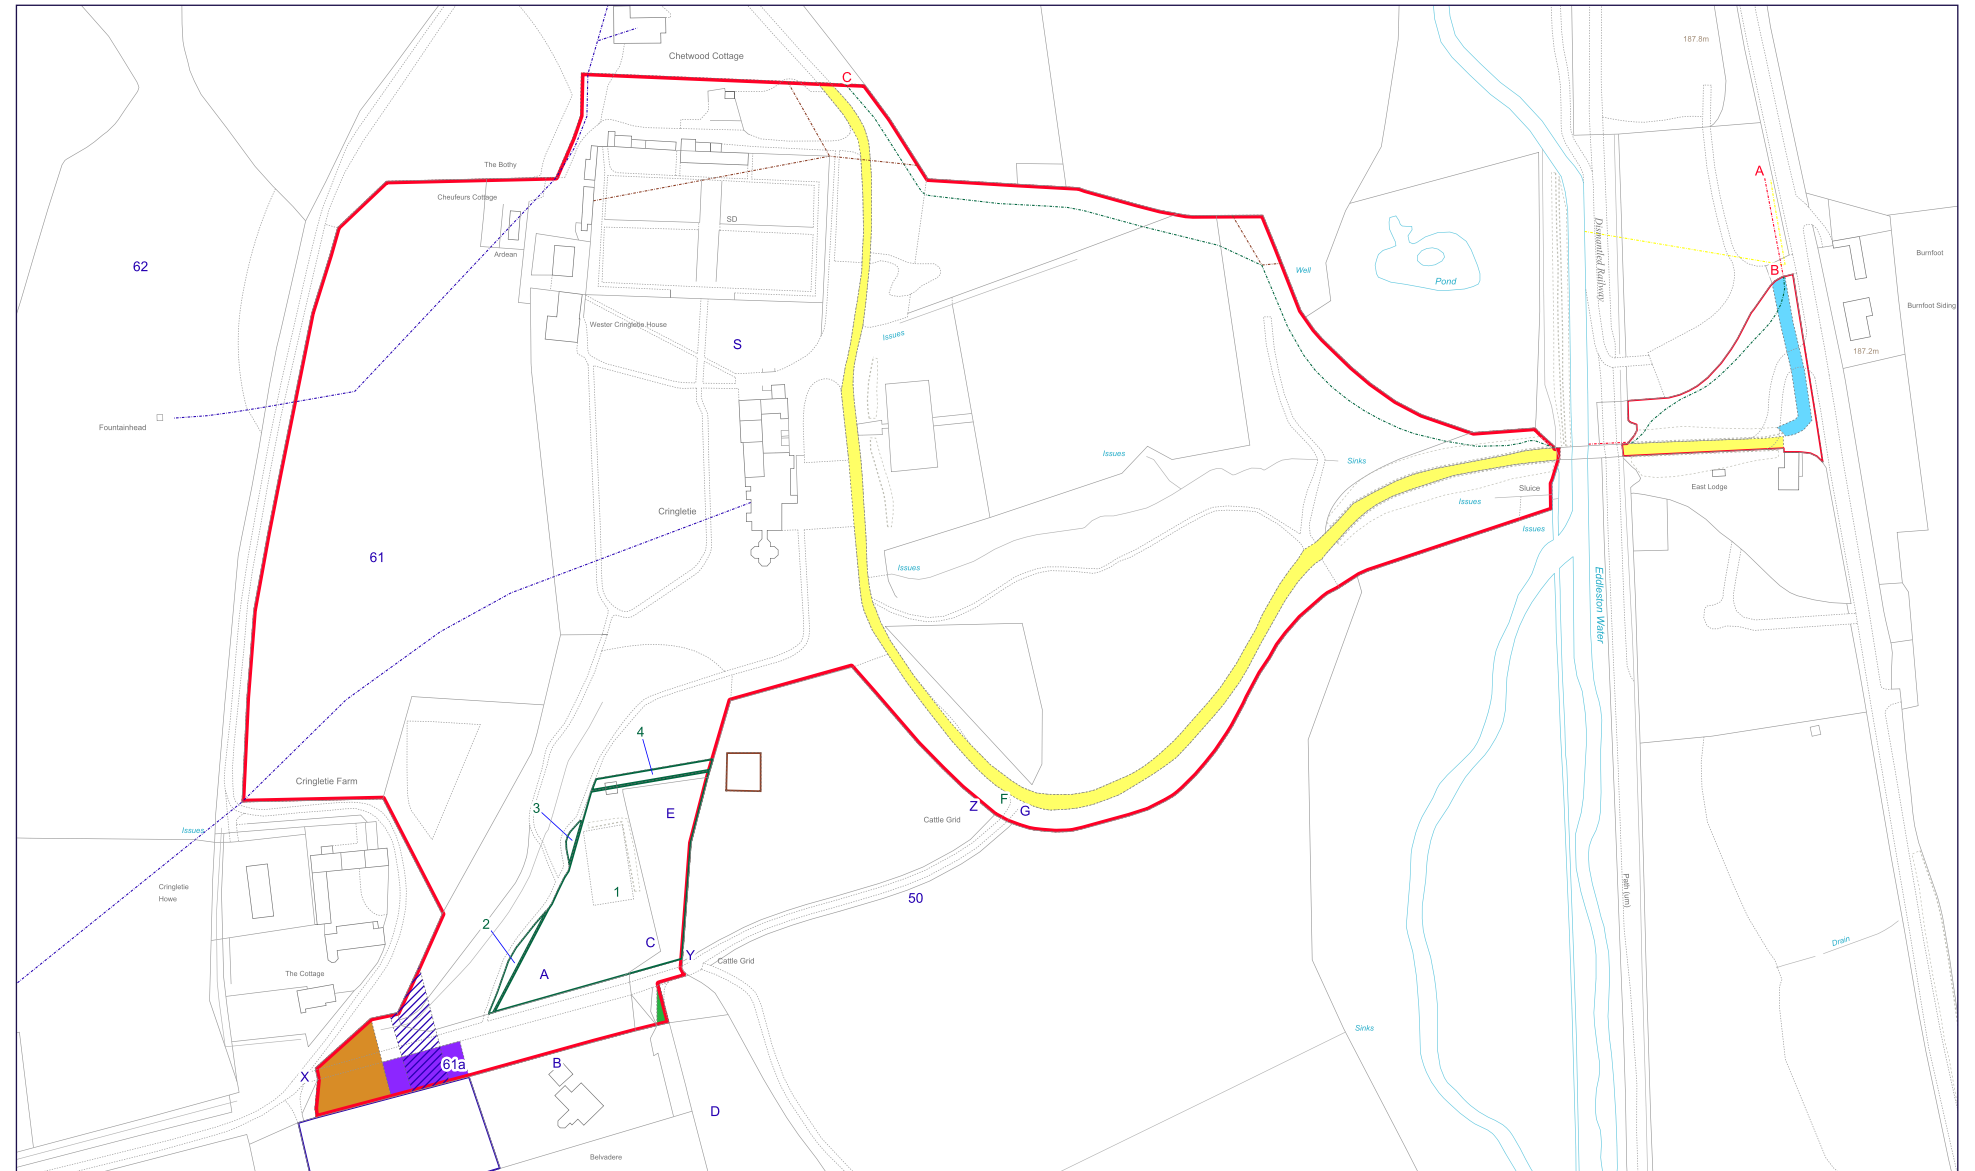 187.8m
Chetwood Cottage
C
The Bothy
A
Cheufeurs Cottage
SD
Dismantled Railway
Ardean
Burnfoot
62
Well
B
Pond
Burnfoot Siding
Wester Cringletie House
Issues
S
187.2m
Fountainhead
Issues
Sinks
East Lodge
Sluice
Issues
Cringletie
Issues
61
Issues
Eddleston Water
4
Cringletie Farm
3
E
Z
F
G
Cattle Grid
Issues
Cringletie
Howe
1
50
Path (um)
2
C
Y
Drain
Cattle Grid
The Cottage
A
Sinks
X
61a
B
D
Belvadere